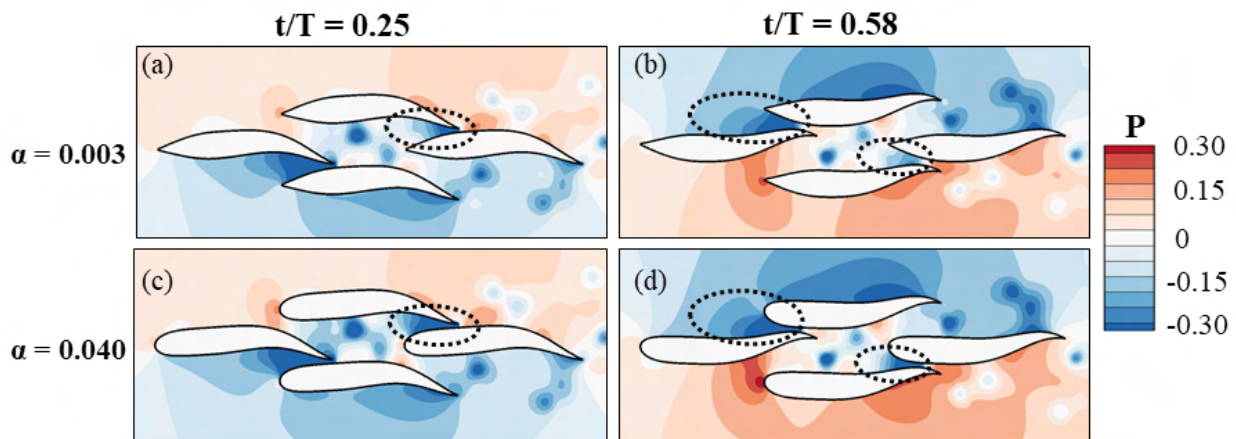 t/T = 0.25
t/T = 0.58
(a)
(b)
α = 0.003
P
0.30
0.15
0
-0.15
-0.30
(c)
(d)
α = 0.040